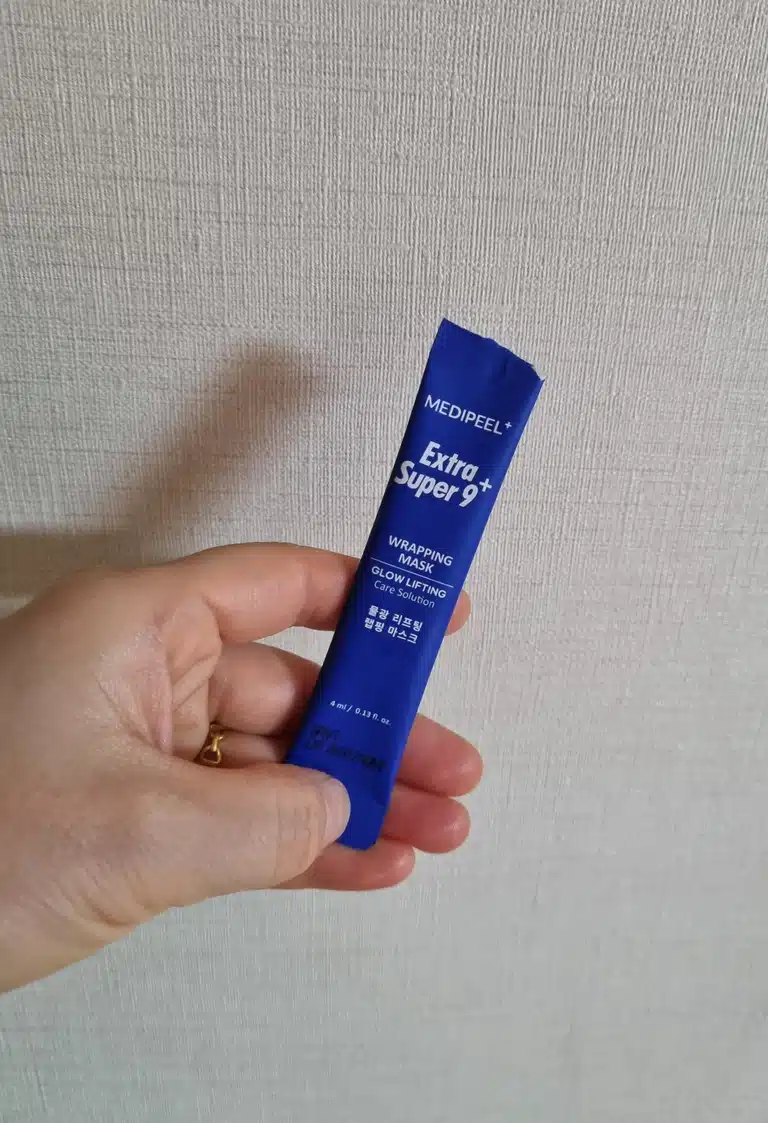 MEDIPEEL+
Extra
Super 9+
WRAPPING
MASK
GLOW LIFTING
Care Solution
물광 리프팅
랩핑 마스크
4 ml / 0.13 fl. oz.